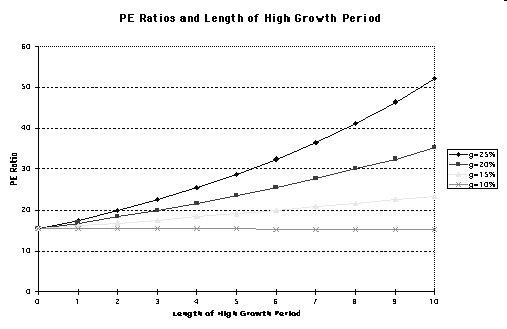 PE Ratios and Length of High Growth Period
60
50
40
30
20
10
0
PE Ratio
0 1 2 3 4 5 6 7 8 9 10
Length of High Growth Period
g=25%
g=20%
g=15%
g=10%